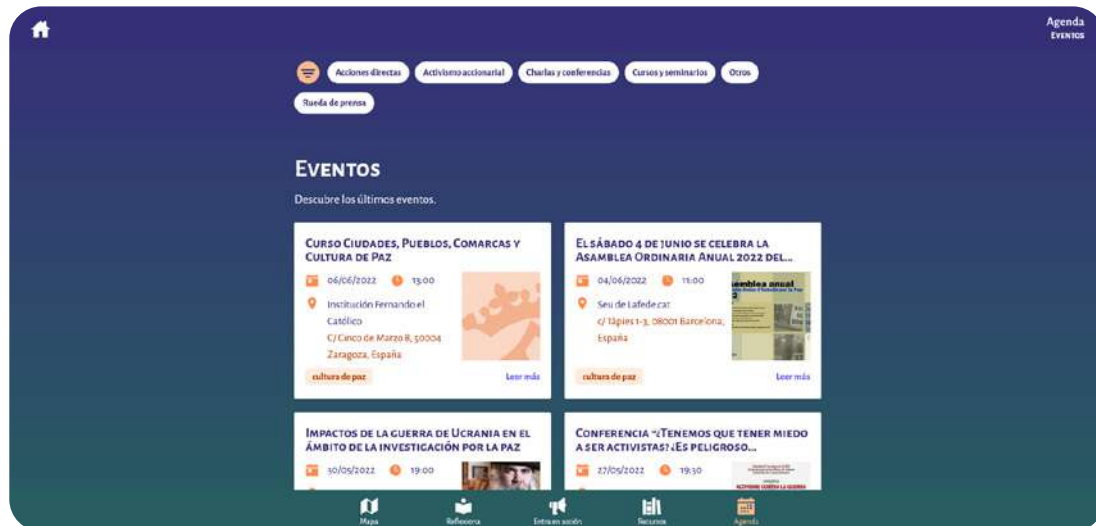 Agenda
Eventos
Acciones directas
Activismo accionarial
Charlas y conferencias
Cursos y seminarios
Otros
Rueda de prensa
Eventos
Descubre los últimos eventos.
Curso Ciudades, Pueblos, Comarcas y
Cultura de Paz
06/06/2022 13:00
Institución Fernando el
Católico
C/ Cinco de Marzo 8, 50004
Zaragoza, España
cultura de paz
Leer más
El sábado 4 de junio se celebra la
Asamblea Ordinaria Anual 2022 del...
04/06/2022 11:00
Seu de Lafede.cat
c/ Tàpies 1-3, 08001 Barcelona,
España
cultura de paz
Leer más
Impactos de la guerra de Ucrania en el
ámbito de la investigación por la paz
30/05/2022 19:00
Conferencia "¿Tenemos que tener miedo
a ser activistas? ¿Es peligroso...
27/05/2022 19:30
Mapa
Reflexiona
Entra en acción
Recursos
Agenda